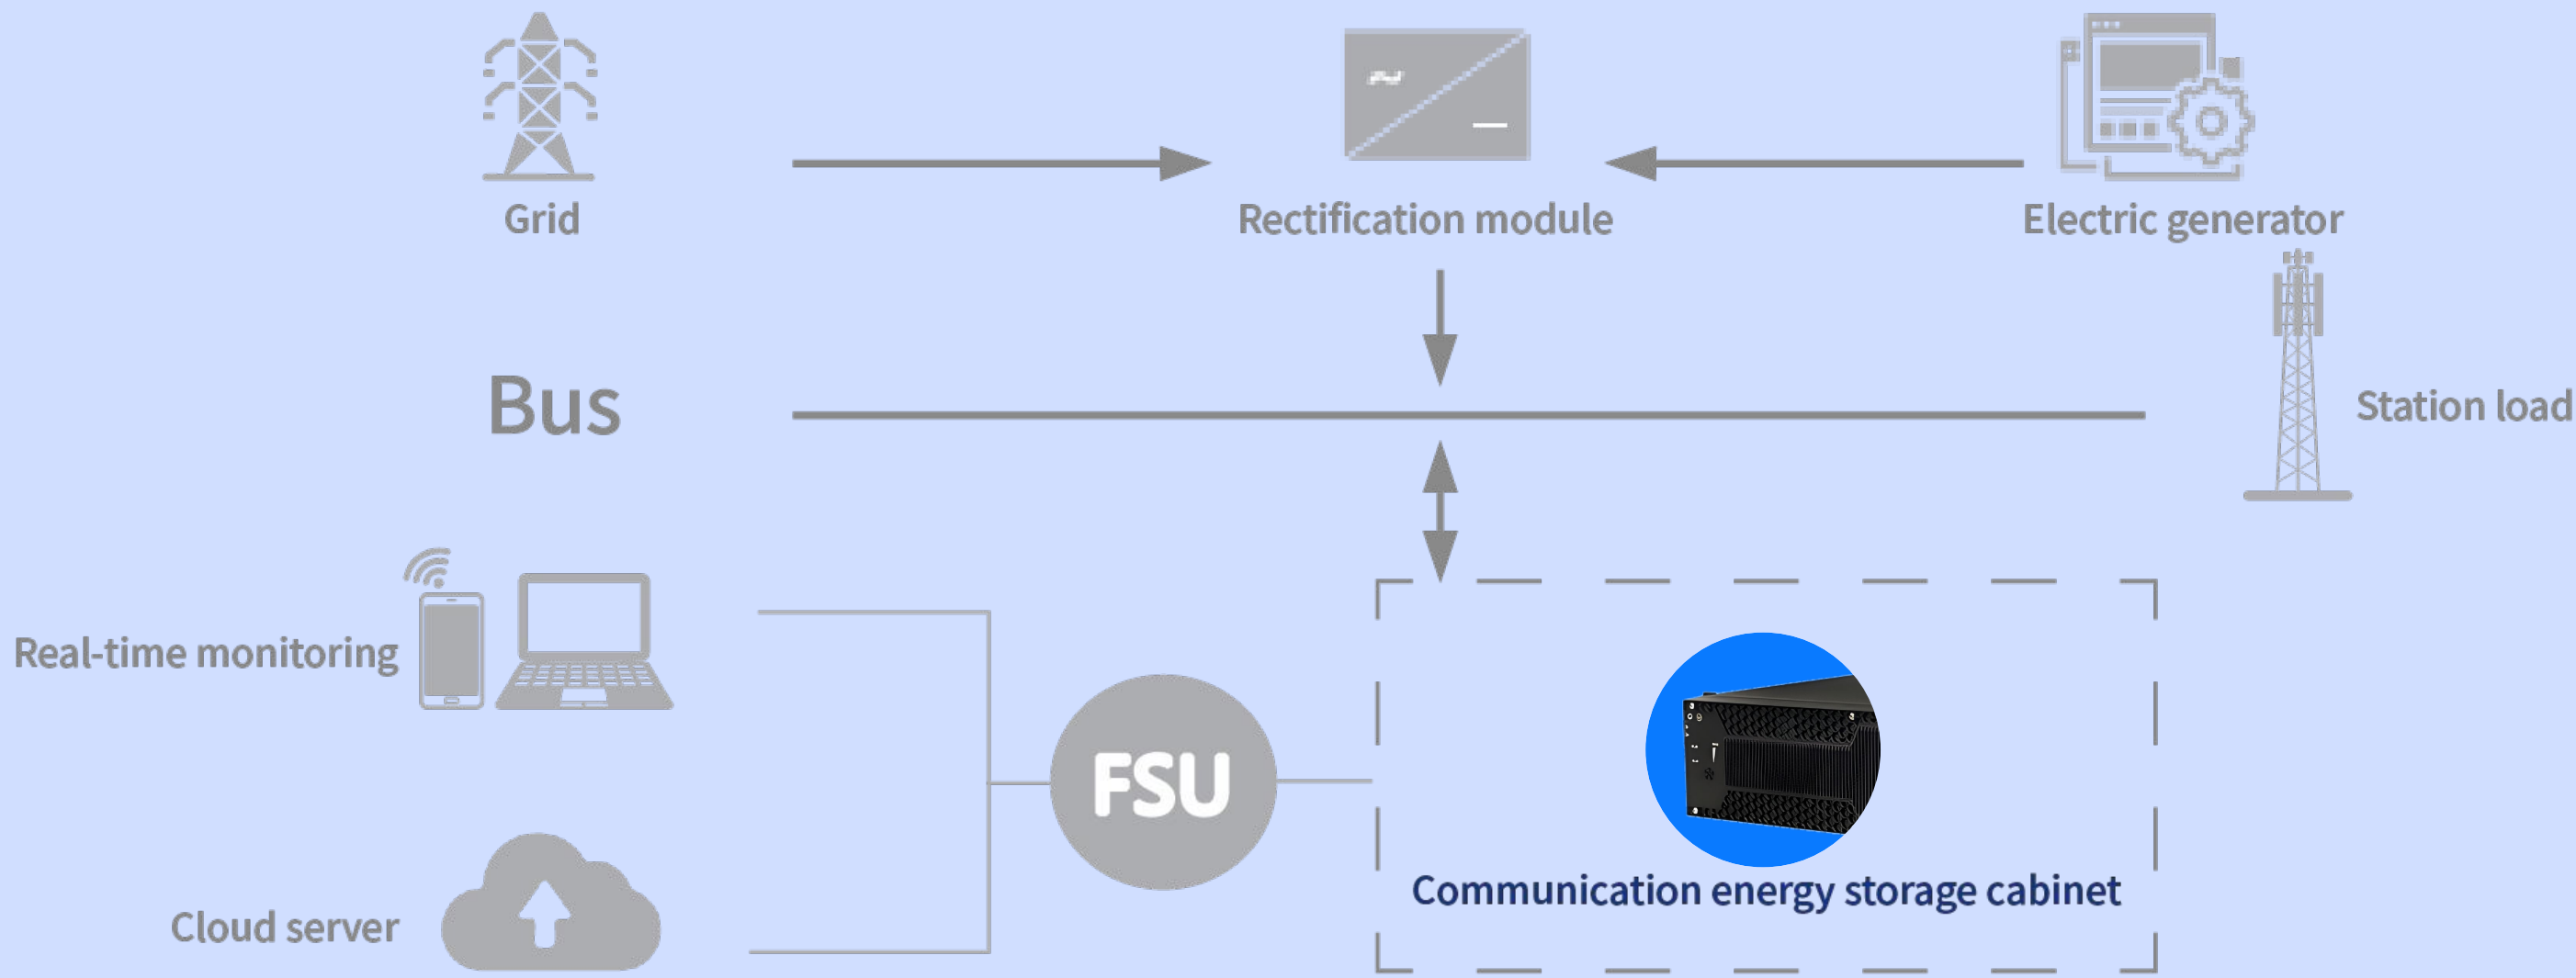 Grid
Rectification module
Electric generator
Bus
Station load
Real-time monitoring
FSU
Communication energy storage cabinet
Cloud server